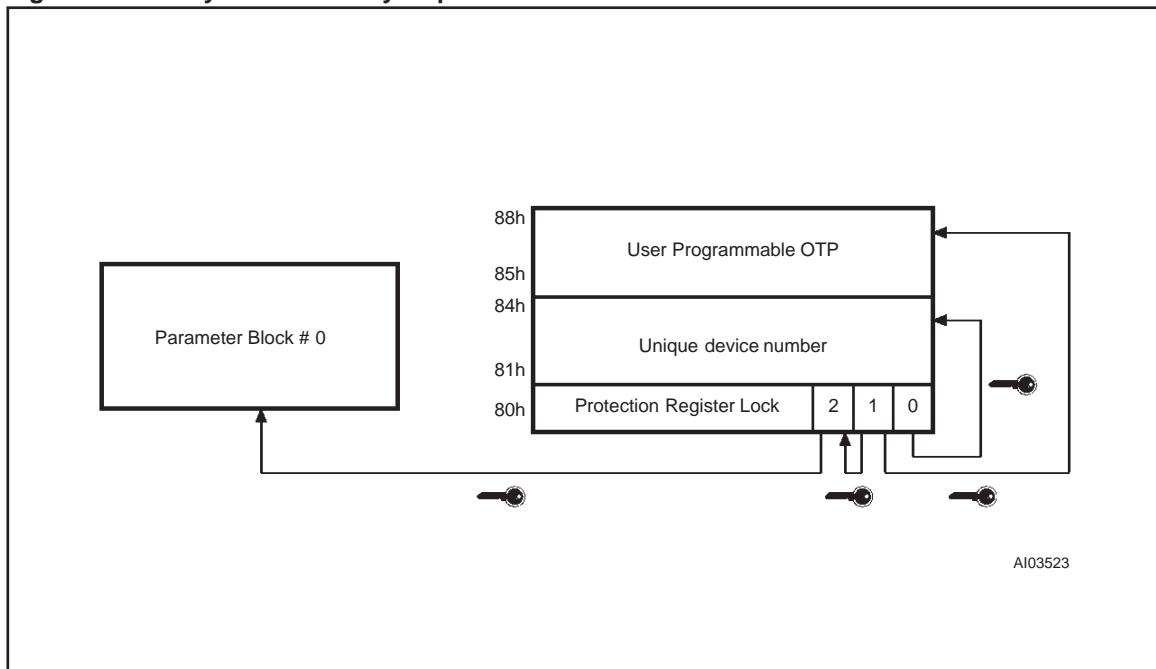 88h
User Programmable OTP
85h
84h
Parameter Block # 0
Unique device number
81h
80h
Protection Register Lock 2 1 0
AI03523